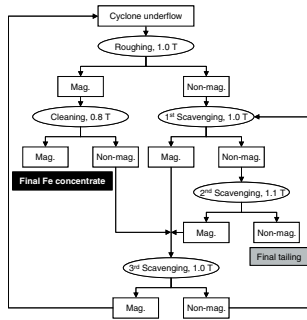 Cyclone underflow
Roughing, 1.0 T
Mag.
Non-mag.
Cleaning, 0.8 T
1st Scavenging, 1.0 T
Mag.
Non-mag.
Mag.
Non-mag.
Final Fe concentrate
2nd Scavenging, 1.1 T
Mag.
Non-mag.
Final tailing
3rd Scavenging, 1.0 T
Mag.
Non-mag.